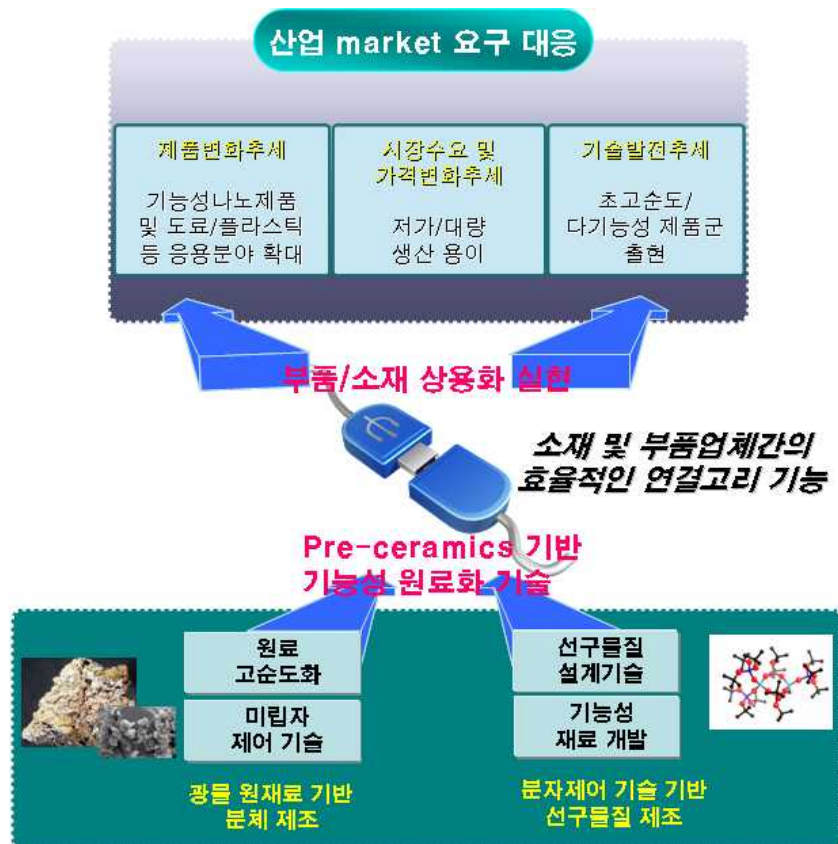 산업 market 요구 대응
제품변화추세
기능성나노제품
및 도료/플라스틱
등 응용분야 확대
시장수요 및
가격변화추세
저가/대량
생산 용이
기술발전추세
초고순도/
다기능성 제품군
출현
부품/소재 상용화 실현
소재 및 부품업체간의
효율적인 연결고리 기능
Pre-ceramics 기반
기능성 원료화 기술
원료
고순도화
미립자
제어 기술
광물 원재료 기반
분체 제조
선구물질
설계기술
기능성
재료 개발
분자제어 기술 기반
선구물질 제조